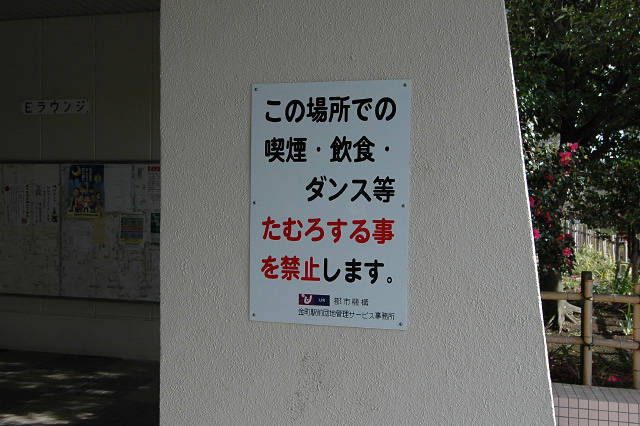 Eラウンジ
この場所での
喫煙・飲食・
ダンス等
たむろする事
を禁止します。
UR 都市機構
金町駅前団地管理サービス事務所